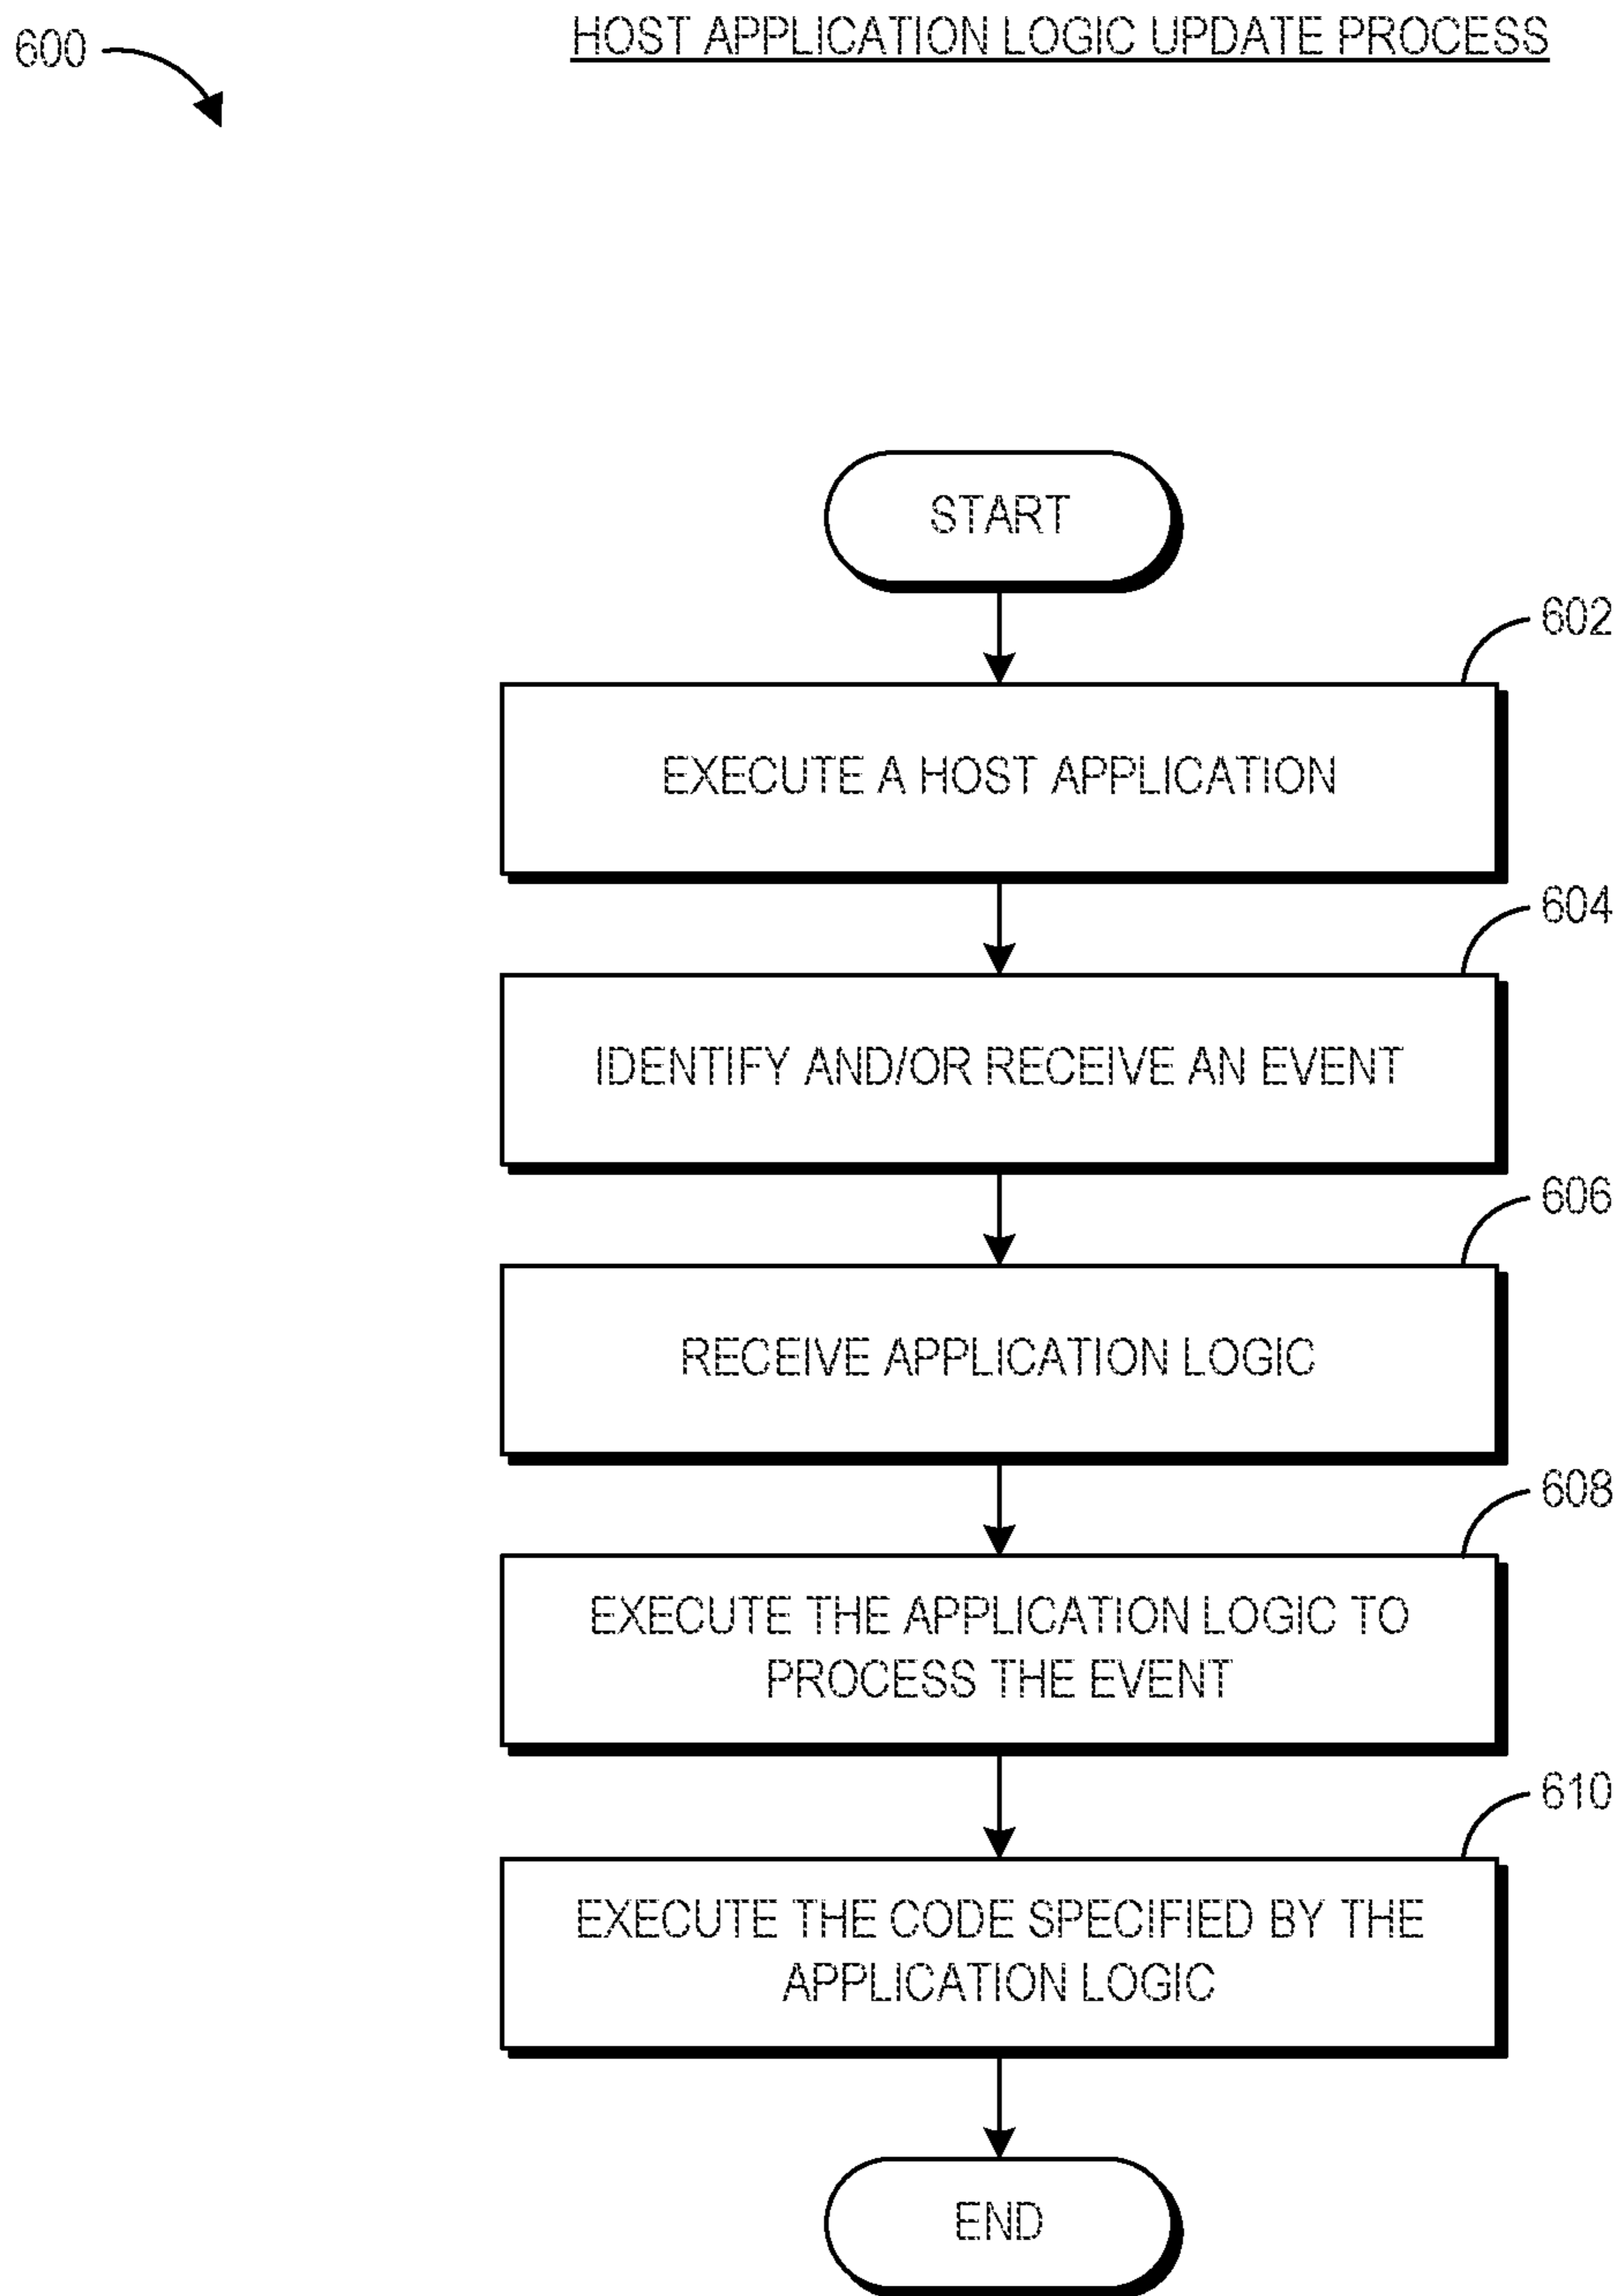 600
HOST APPLICATION LOGIC UPDATE PROCESS
START
602
EXECUTE A HOST APPLICATION
604
IDENTIFY AND/OR RECEIVE AN EVENT
606
RECEIVE APPLICATION LOGIC
608
EXECUTE THE APPLICATION LOGIC TO
PROCESS THE EVENT
610
EXECUTE THE CODE SPECIFIED BY THE
APPLICATION LOGIC
END